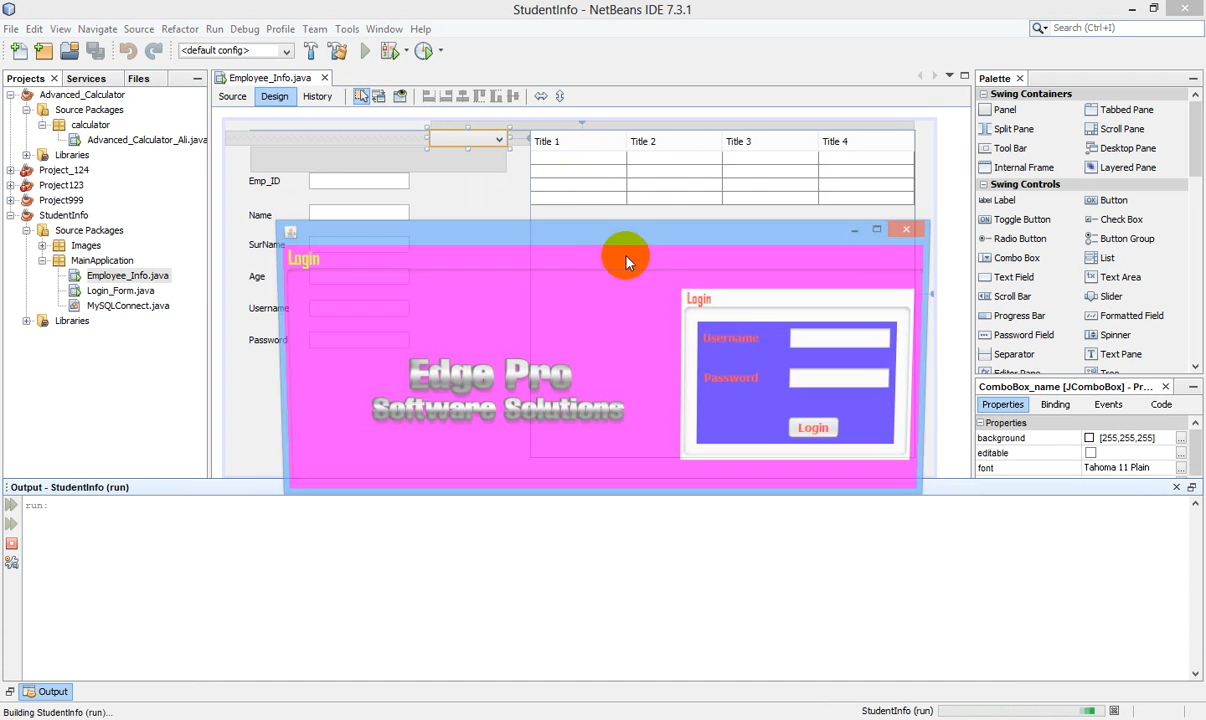 StudentInfo - NetBeans IDE 7.3.1
File Edit View Navigate Source Refactor Run Debug Profile Team Tools Window Help
Search (Ctrl+I)
<default config>
Projects Services Files
Employee_Info.java
Palette
Source Design History
Advanced_Calculator
Source Packages
calculator
Advanced_Calculator_Ali.java
Libraries
Project_124
Project123
Project999
StudentInfo
Source Packages
Images
MainApplication
Employee_Info.java
Login_Form.java
MySQLConnect.java
Libraries
Title 1 Title 2 Title 3 Title 4
Emp_ID
Name
SurName
Age
Username
Password
Login
Login
Username
Password
Login
Edge Pro
Software Solutions
Swing Containers
Panel Tabbed Pane
Split Pane Scroll Pane
Tool Bar Desktop Pane
Internal Frame Layered Pane
Swing Controls
label Label Button
Toggle Button Check Box
Radio Button Button Group
Combo Box List
Text Field Text Area
Scroll Bar Slider
Progress Bar Formatted Field
Password Field Spinner
Separator Text Pane
Editor Pane Tree
ComboBox_name [JComboBox] - Pr...
Properties Binding Events Code
Properties
background [255,255,255]
editable
font Tahoma 11 Plain
Output - StudentInfo (run)
run:
Output
Building StudentInfo (run)...
StudentInfo (run)